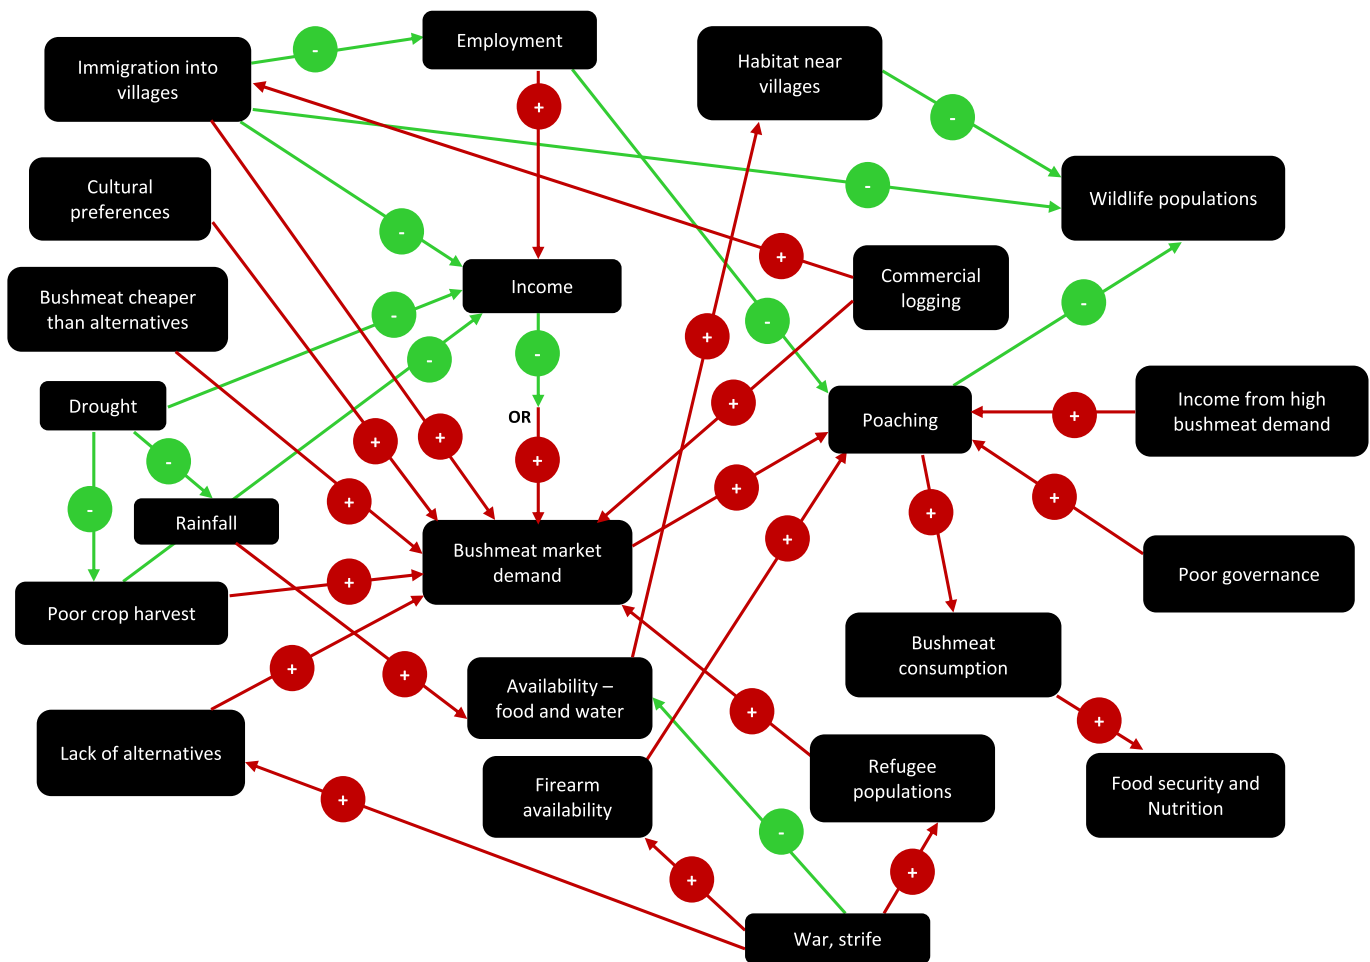 Employment
Immigration into
villages
Habitat near
villages
-
+
-
Cultural
preferences
-
Wildlife populations
-
+
Bushmeat cheaper
than alternatives
Income
Commercial
logging
-
-
-
+
-
-
Drought
OR
+
Poaching
+
Income from high
bushmeat demand
+
+
+
-
+
+
+
+
-
Rainfall
+
+
Bushmeat market
demand
+
Poor governance
+
Poor crop harvest
Bushmeat
consumption
+
+
Availability –
food and water
+
+
Lack of alternatives
Refugee
populations
Food security and
Nutrition
Firearm
availability
+
-
+
+
War, strife